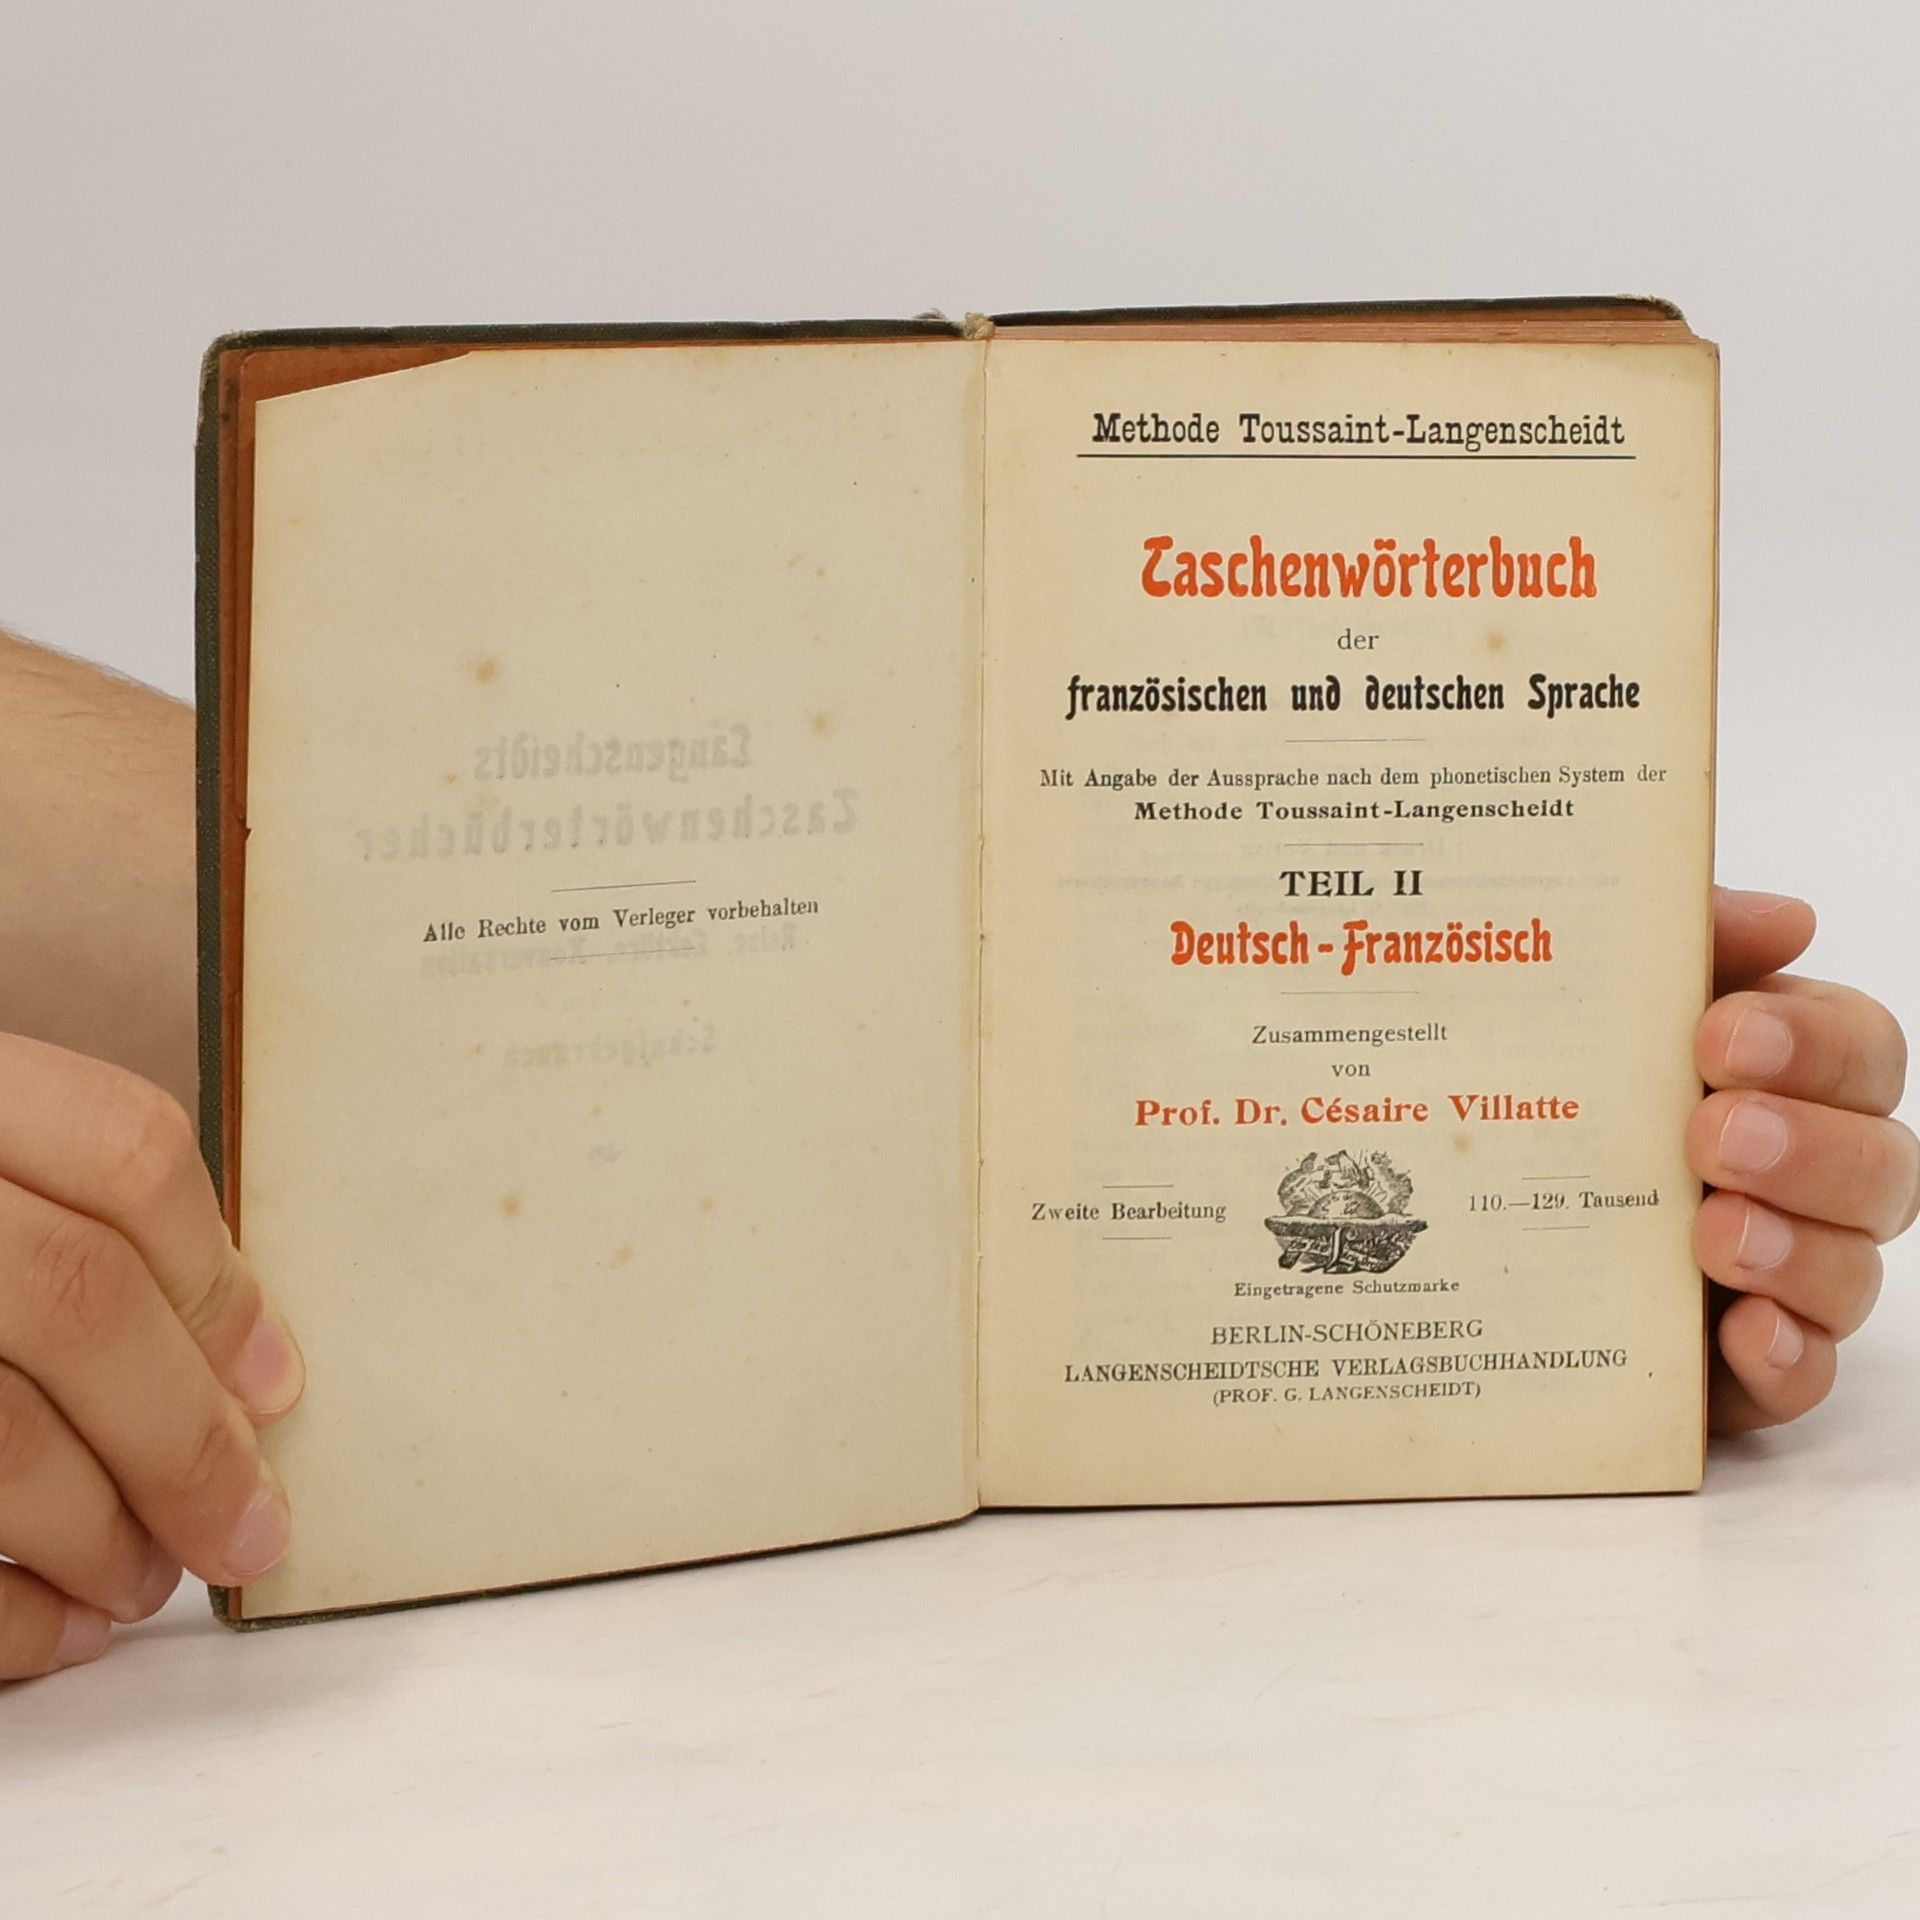 Alle Rechte vom Verleger vorbehalten
Methode Toussaint-Langenscheidt
Taschenwörterbuch
der
französischen und deutschen Sprache
Mit Angabe der Aussprache nach dem phonetischen System der
Methode Toussaint-Langenscheidt
TEIL II
Deutsch-Französisch
Zusammengestellt
von
Prof. Dr. Césaire Villatte
Zweite Bearbeitung
110.—129. Tausend
Eingetragene Schutzmarke
BERLIN-SCHÖNEBERG
LANGENSCHEIDTSCHE VERLAGSBUCHHANDLUNG
(PROF. G. LANGENSCHEIDT)